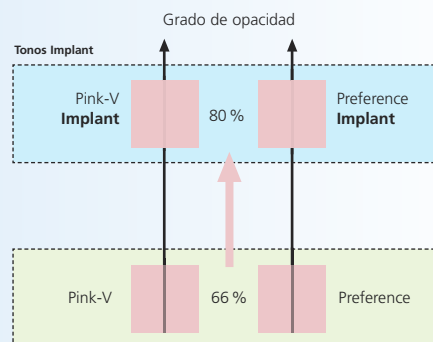 Grado de opacidad
Tonos Implant
Pink-V
Implant
80 %
Preference
Implant
Pink-V
66 %
Preference